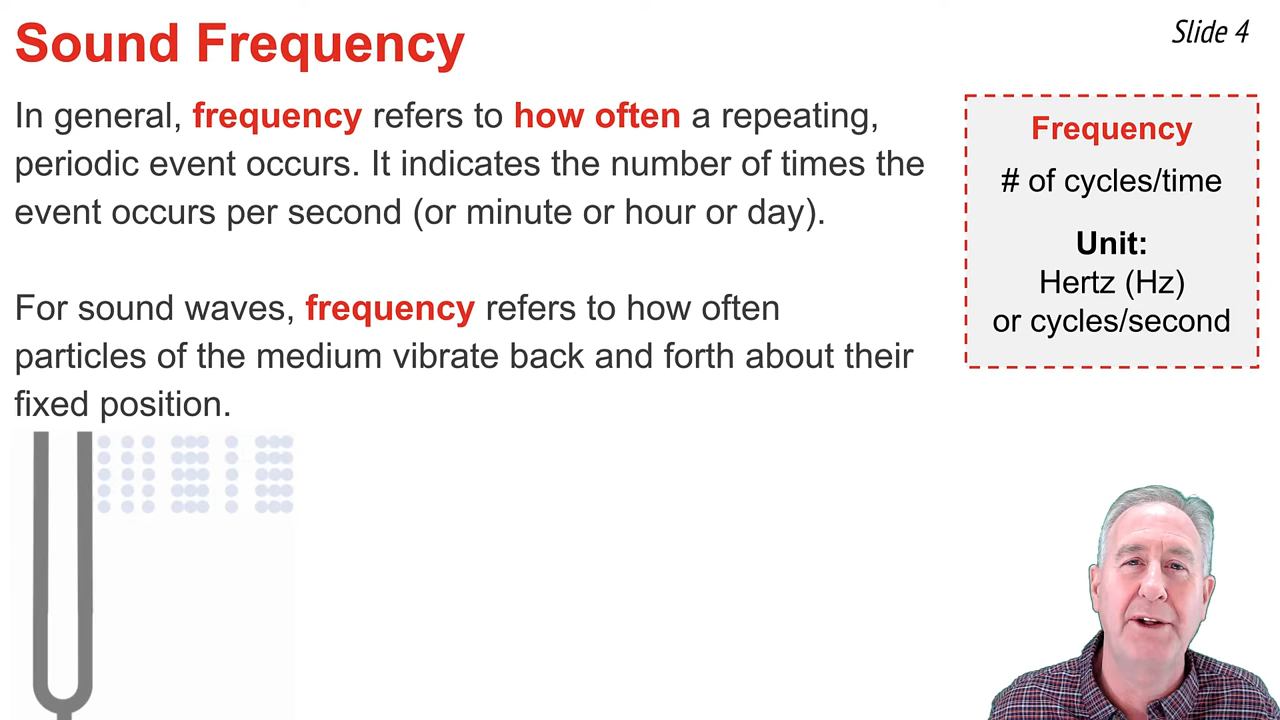 Sound Frequency
Slide 4
In general, frequency refers to how often a repeating,
periodic event occurs. It indicates the number of times the
event occurs per second (or minute or hour or day).
For sound waves, frequency refers to how often
particles of the medium vibrate back and forth about their
fixed position.
Frequency
# of cycles/time
Unit:
Hertz (Hz)
or cycles/second